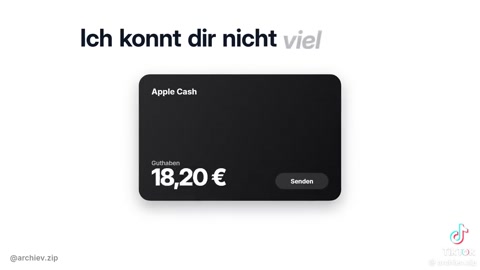 Ich konnt dir nicht viel
Apple Cash
Guthaben
18,20 €
Senden
@archiev.zip
TikTok
@archiev.zip